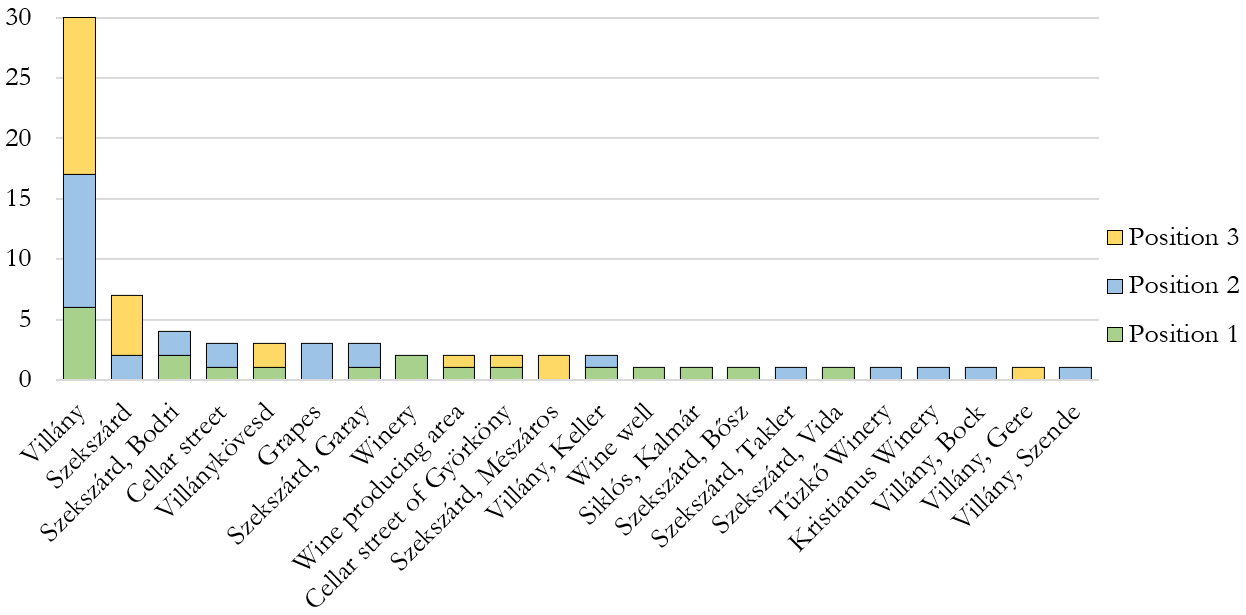 30
25
20
15
10
5
0
Villány
Szekszárd
Szekszárd, Bodri
Cellar street
Villánykövesd
Grapes
Szekszárd, Garay
Winery
Wine producing area
Cellar street of Györköny
Szekszárd, Mészáros
Villány, Keller
Wine well
Siklós, Kalmár
Szekszárd, Bősz
Szekszárd, Takler
Szekszárd, Vida
Tűzkő Winery
Kristianus Winery
Villány, Bock
Villány, Gere
Villány, Szende
Position 3
Position 2
Position 1